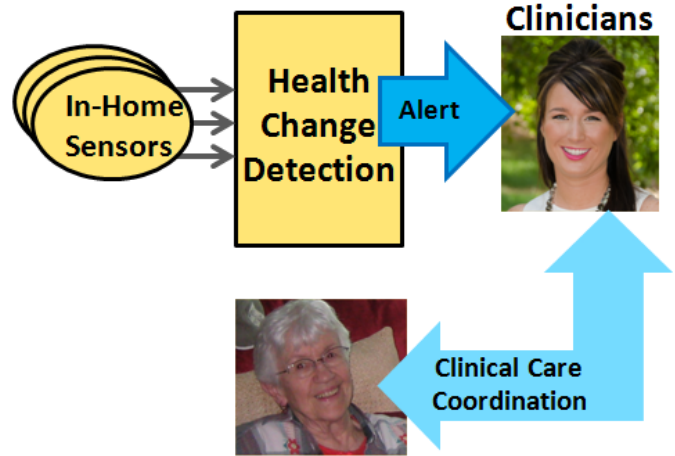 Clinicians
In-Home
Sensors
Health
Change
Detection
Alert
Clinical Care
Coordination